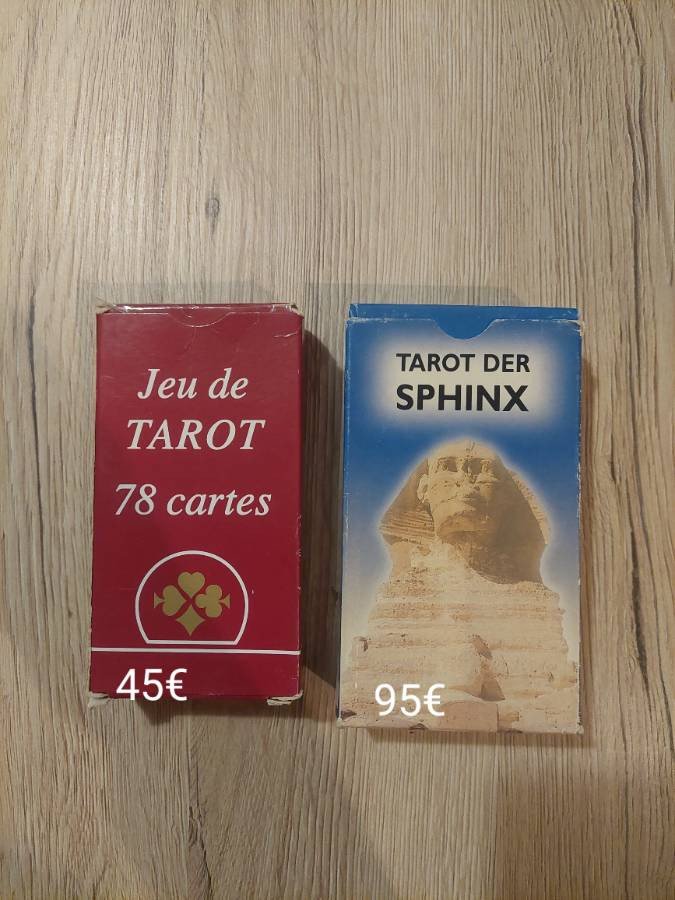 Jeu de
TAROT
78 cartes
45€
TAROT DER
SPHINX
95€